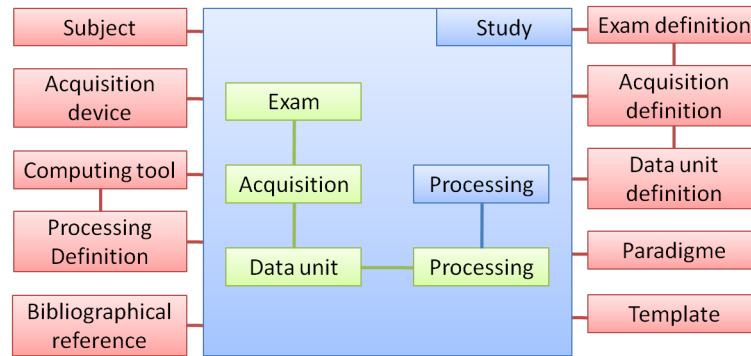 Subject
Study
Exam definition
Acquisition
device
Exam
Acquisition
definition
Computing tool
Acquisition
Processing
Data unit
definition
Processing
Definition
Data unit
Processing
Paradigme
Bibliographical
reference
Template